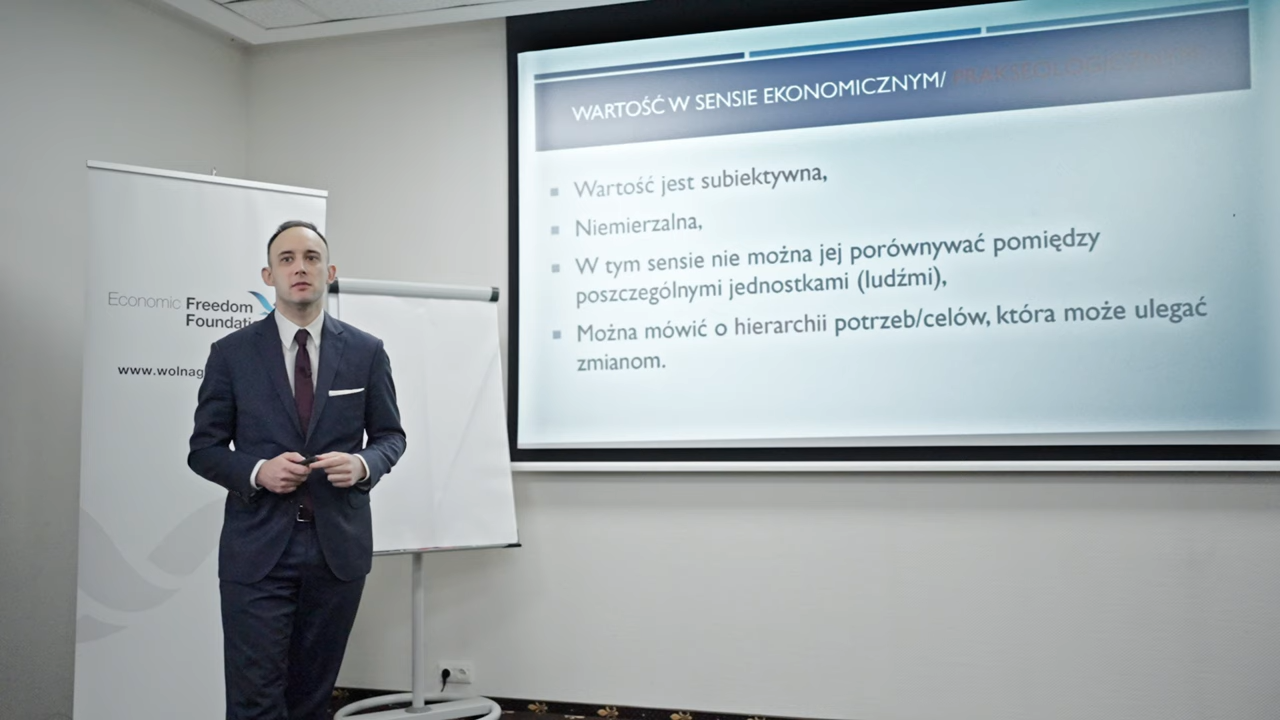 WARTOŚĆ W SENSIE EKONOMICZNYM/
Wartość jest subiektywna,
Niemierzalna,
W tym sensie nie można jej porównywać pomiędzy
poszczególnymi jednostkami (ludźmi),
Można mówić o hierarchii potrzeb/celów, która może ulegać
zmianom.
Economic Freedom
Foundati
www.wolnag